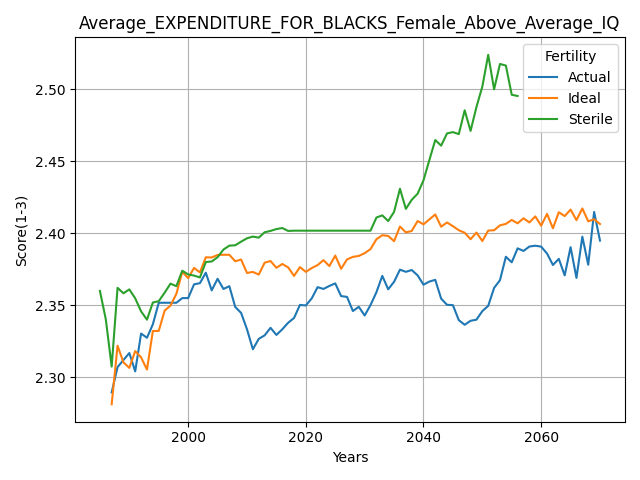 Average_EXPENDITURE_FOR_BLACKS_Female_Above_Average_IQ
Fertility
Actual
Ideal
Sterile
2.50
2.45
2.40
2.35
2.30
Score(1-3)
2000
2020
2040
2060
Years